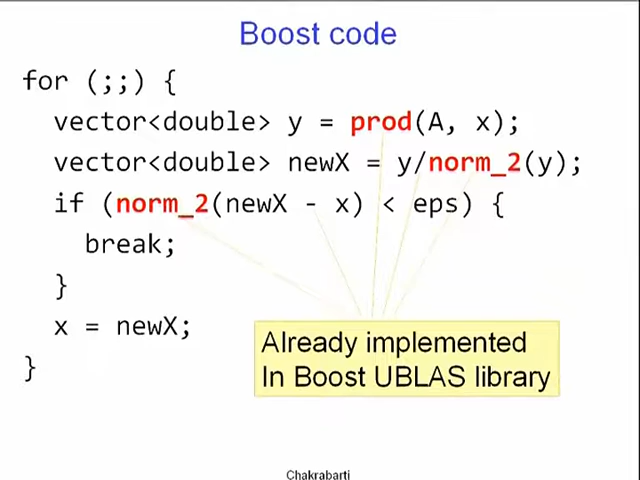 Boost code
for (;;) {
vector<double> y = prod(A, x);
vector<double> newX = y/norm_2(y);
if (norm_2(newX - x) < eps) {
break;
}
x = newX;
}
Already implemented
In Boost UBLAS library
Chakrabarti